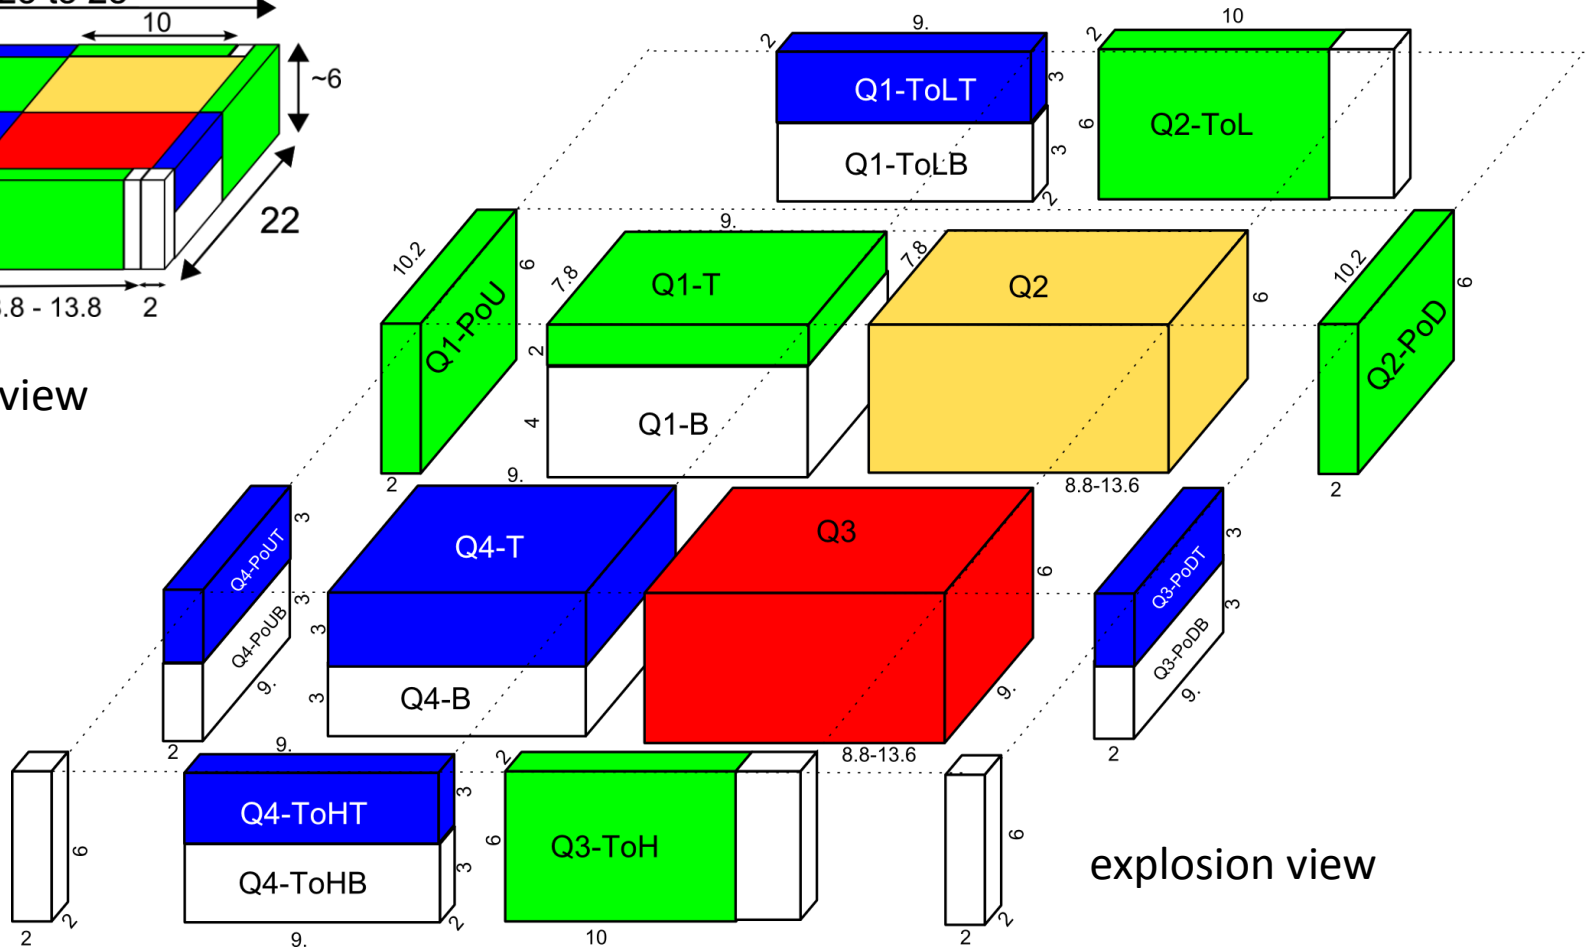 10
~6
22
8.8 - 13.8
2
view
9.
2
Q1-ToLT
3
Q1-ToLB
3
2
10
2
6
Q2-ToL
10.2
6
Q1-PoU
2
9.
7.8
Q1-T
2
4
Q1-B
7.8
Q2
6
8.8-13.6
10.2
6
Q2-PoD
2
3
Q4-PoUT
3
Q4-PoUB
9.
2
9.
Q4-T
3
3
Q4-B
Q3
6
9.
8.8-13.6
3
Q3-PoDT
3
Q3-PoDB
9.
2
6
2
2
9.
Q4-ToHT
3
Q4-ToHB
3
2
9.
2
6
Q3-ToH
10
6
2
2
explosion view